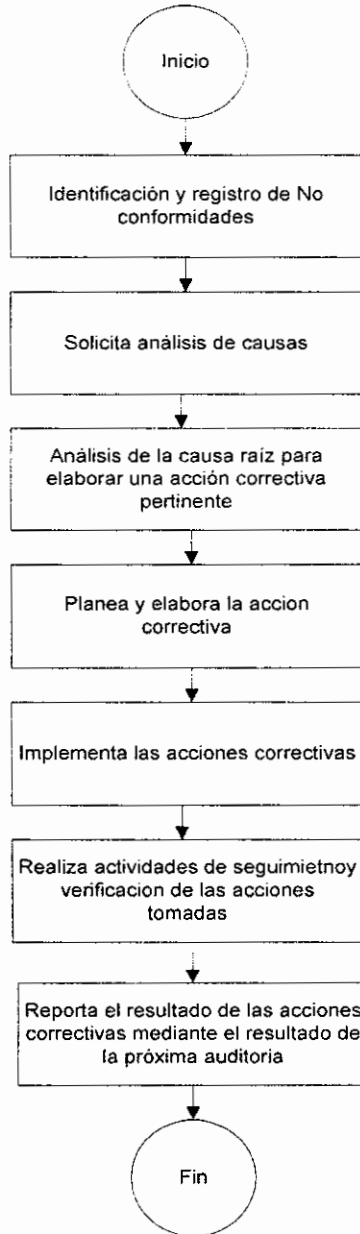 Inicio
Identificación y registro de No
conformidades
Solicita análisis de causas
Análisis de la causa raíz para
elaborar una acción correctiva
pertinente
Planea y elabora la accion
correctiva
Implementa las acciones correctivas
Realiza actividades de seguimietnoy
verificacion de las acciones
tomadas
Reporta el resultado de las acciones
correctivas mediante el resultado de
la próxima auditoria
Fin